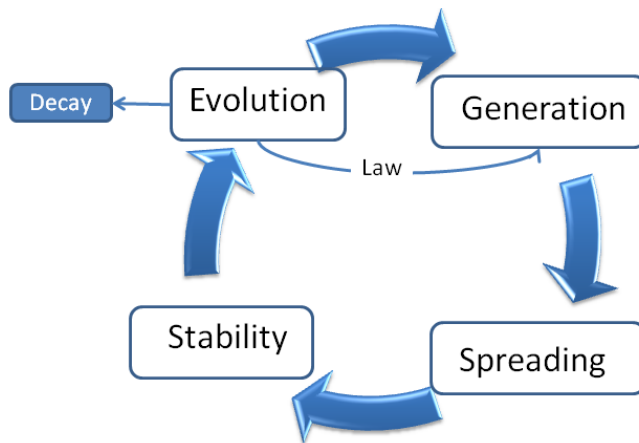 Evolution
Decay
Generation
Law
Stability
Spreading